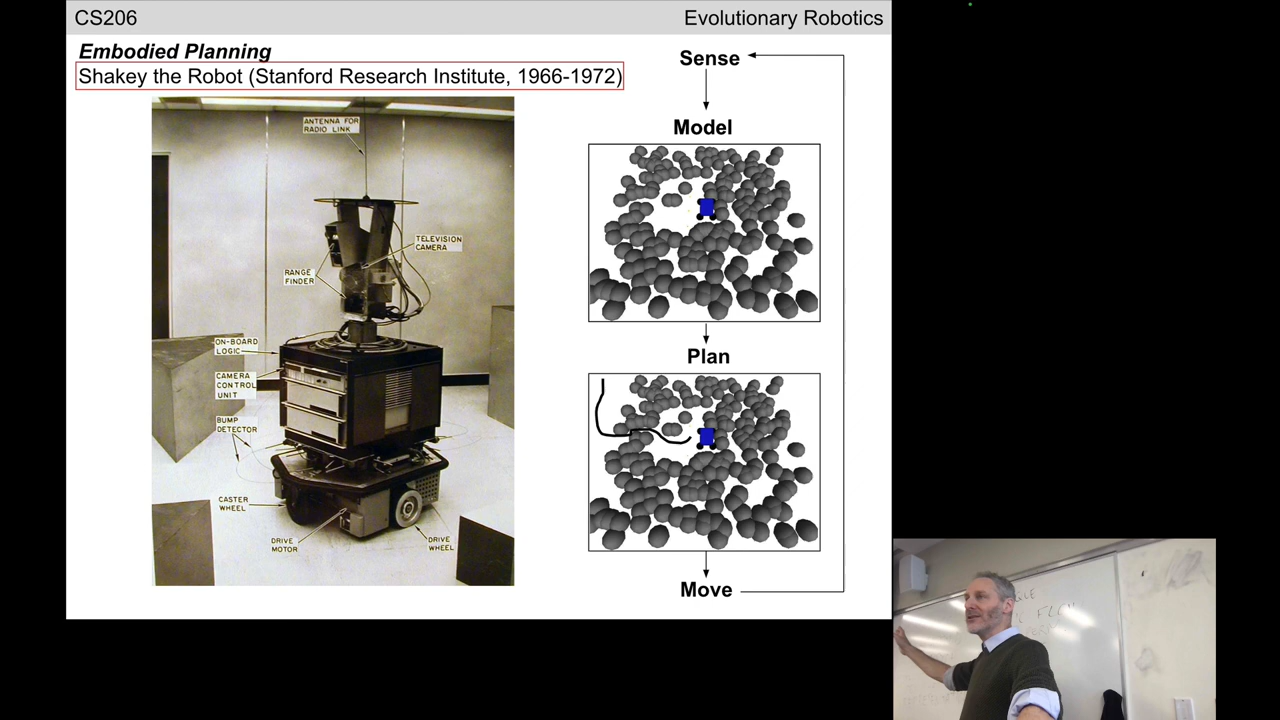 CS206
Evolutionary Robotics
Embodied Planning
Shakey the Robot (Stanford Research Institute, 1966-1972)
ANTENNA FOR
RADIO LINK
TELEVISION
CAMERA
RANGE
FINDER
ON-BOARD
LOGIC
CAMERA
CONTROL
UNIT
BUMP
DETECTOR
CASTER
WHEEL
DRIVE
MOTOR
DRIVE
WHEEL
Sense
Model
Plan
Move